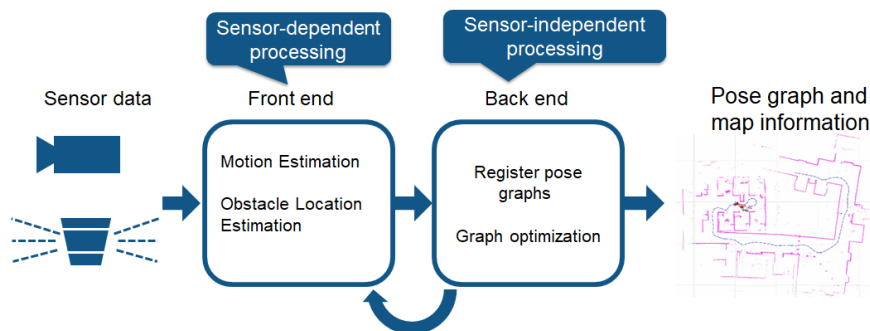 Sensor-dependent
processing
Sensor-independent
processing
Sensor data
Front end
Back end
Pose graph and
map information
Motion Estimation
Obstacle Location
Estimation
Register pose
graphs
Graph optimization